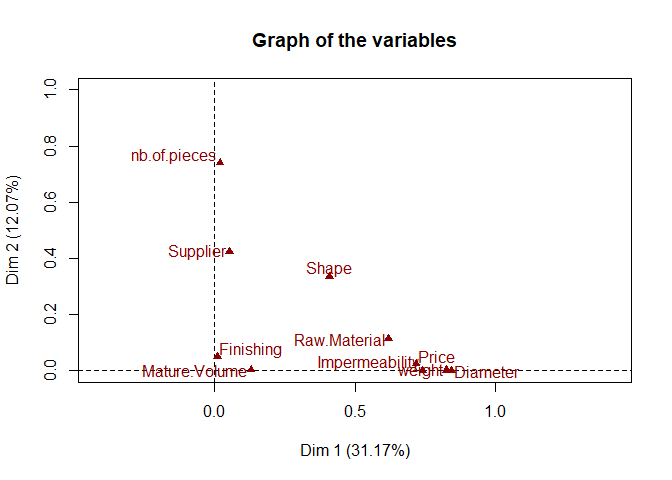 Graph of the variables
Dim 2 (12.07%)
1.0
0.8
0.6
0.4
0.2
0.0
nb.of.pieces
Supplier
Shape
Raw.Material
Finishing
Price
Impermeability
Mature.Volume
weight
Diameter
0.0 0.5 1.0
Dim 1 (31.17%)